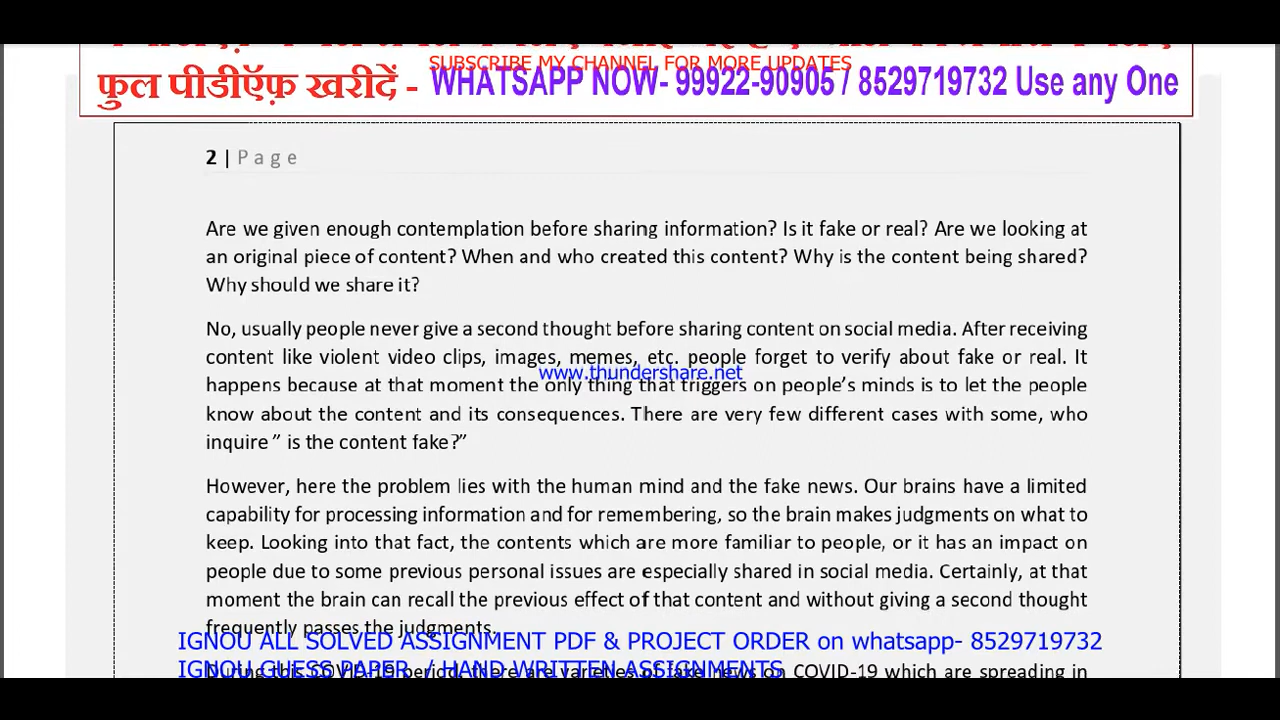 SUBSCRIBE MY CHANNEL FOR MORE UPDATES
फुल पीडीऍफ़ खरीदें - WHATSAPP NOW- 99922-90905 / 8529719732 Use any One
2 | Page
Are we given enough contemplation before sharing information? Is it fake or real? Are we looking at
an original piece of content? When and who created this content? Why is the content being shared?
Why should we share it?
No, usually people never give a second thought before sharing content on social media. After receiving
content like violent video clips, images, memes, etc. people forget to verify about fake or real. It
www.thundershare.net
happens because at that moment the only thing that triggers on people's minds is to let the people
know about the content and its consequences. There are very few different cases with some, who
inquire ” is the content fake?”
However, here the problem lies with the human mind and the fake news. Our brains have a limited
capability for processing information and for remembering, so the brain makes judgments on what to
keep. Looking into that fact, the contents which are more familiar to people, or it has an impact on
people due to some previous personal issues are especially shared in social media. Certainly, at that
moment the brain can recall the previous effect of that content and without giving a second thought
frequently passes the judgments.
IGNOU ALL SOLVED ASSIGNMENT PDF & PROJECT ORDER on whatsapp- 8529719732
IGNOU GUESS PAPER / HAND WRITTEN ASSIGNMENTS
During this COVID-19 period, there are varieties of fake news on COVID-19 which are spreading in